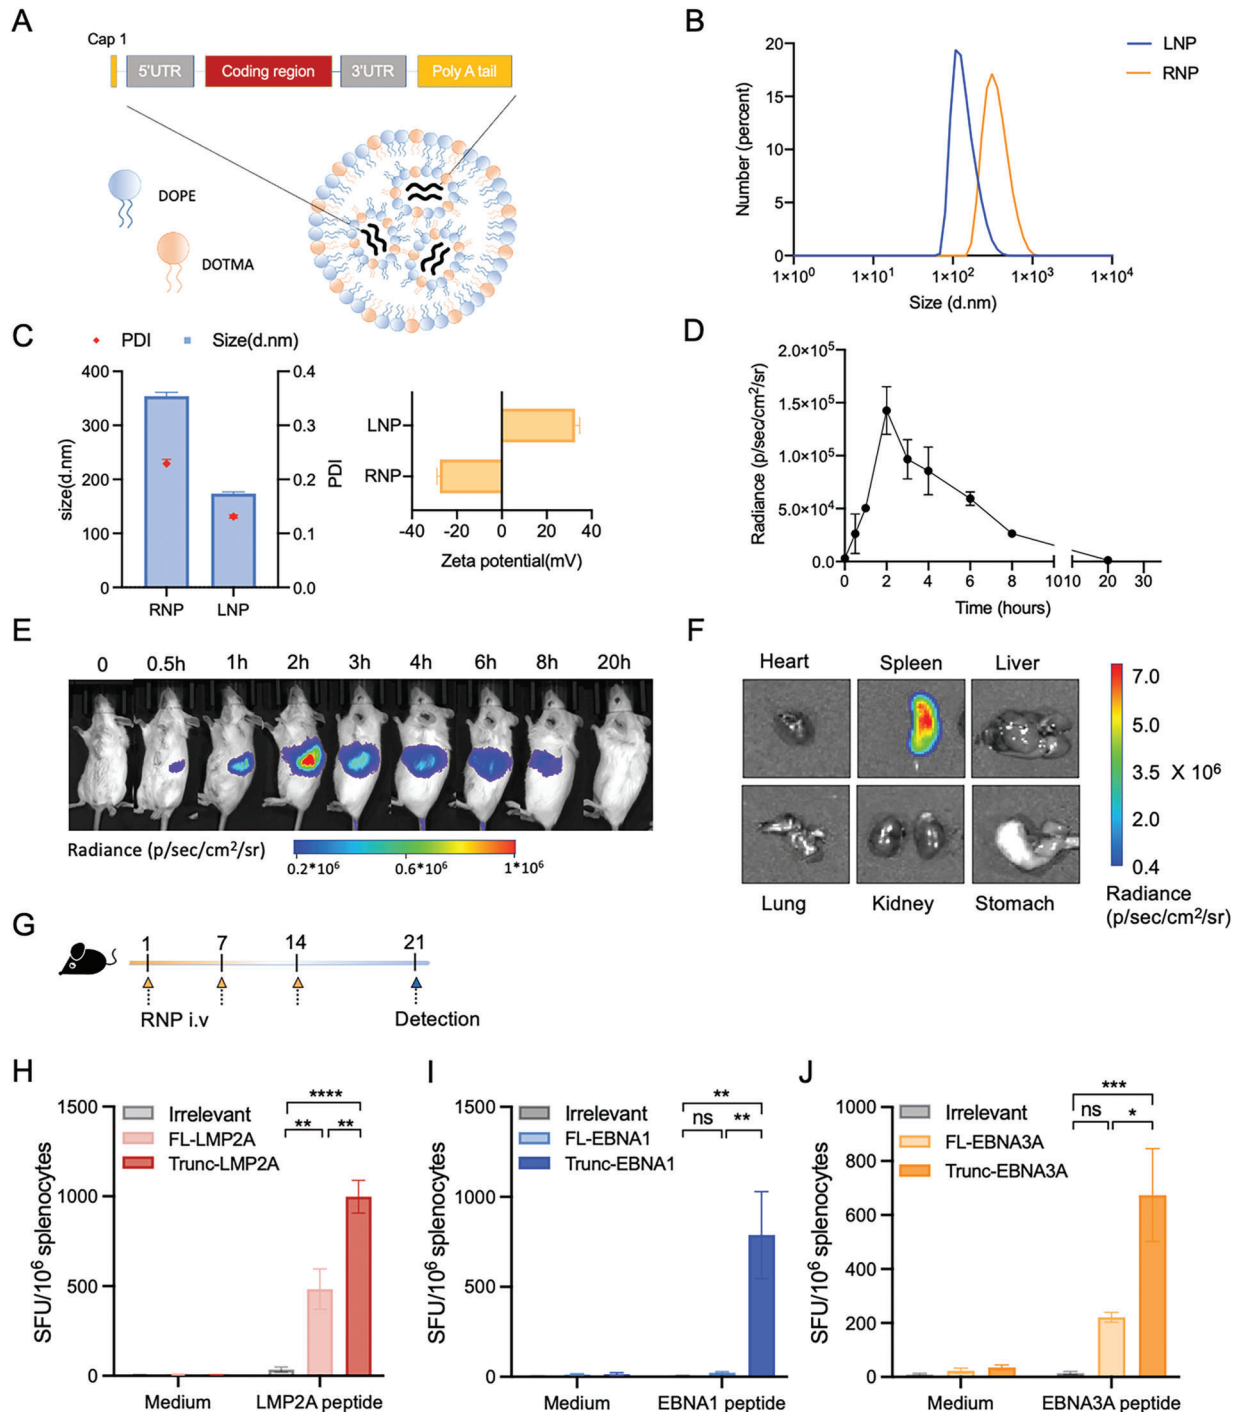 A
Cap 1
5'UTR
Coding region
3'UTR
Poly A tail
DOPE
DOTMA
B
LNP
RNP
Number (percent)
20
15
10
5
0
1×10⁰
1×10¹
1×10²
1×10³
1×10⁴
Size (d.nm)
C
PDI
Size(d.nm)
size(d.nm)
400
300
200
100
0
0.4
0.3
0.2
0.1
0.0
PDI
RNP
LNP
LNP
RNP
-40
-20
0
20
40
Zeta potential(mV)
D
Radiance (p/sec/cm²/sr)
2.0×10⁵
1.5×10⁵
1.0×10⁵
5.0×10⁴
0.0
0
2
4
6
8
10
10
20
30
Time (hours)
E
0
0.5h
1h
2h
3h
4h
6h
8h
20h
Radiance (p/sec/cm²/sr)
0.2*10⁶
0.6*10⁶
1*10⁶
F
Heart
Spleen
Liver
Lung
Kidney
Stomach
7.0
5.0
3.5
2.0
0.4
X 10⁶
Radiance
(p/sec/cm²/sr)
G
1
7
14
21
RNP i.v
Detection
H
Irrelevant
FL-LMP2A
Trunc-LMP2A
****
**
**
SFU/10⁶ splenocytes
1500
1000
500
0
Medium
LMP2A peptide
I
Irrelevant
FL-EBNA1
Trunc-EBNA1
**
ns
**
SFU/10⁶ splenocytes
1500
1000
500
0
Medium
EBNA1 peptide
J
Irrelevant
FL-EBNA3A
Trunc-EBNA3A
***
ns
*
SFU/10⁶ splenocytes
1000
800
600
400
200
0
Medium
EBNA3A peptide